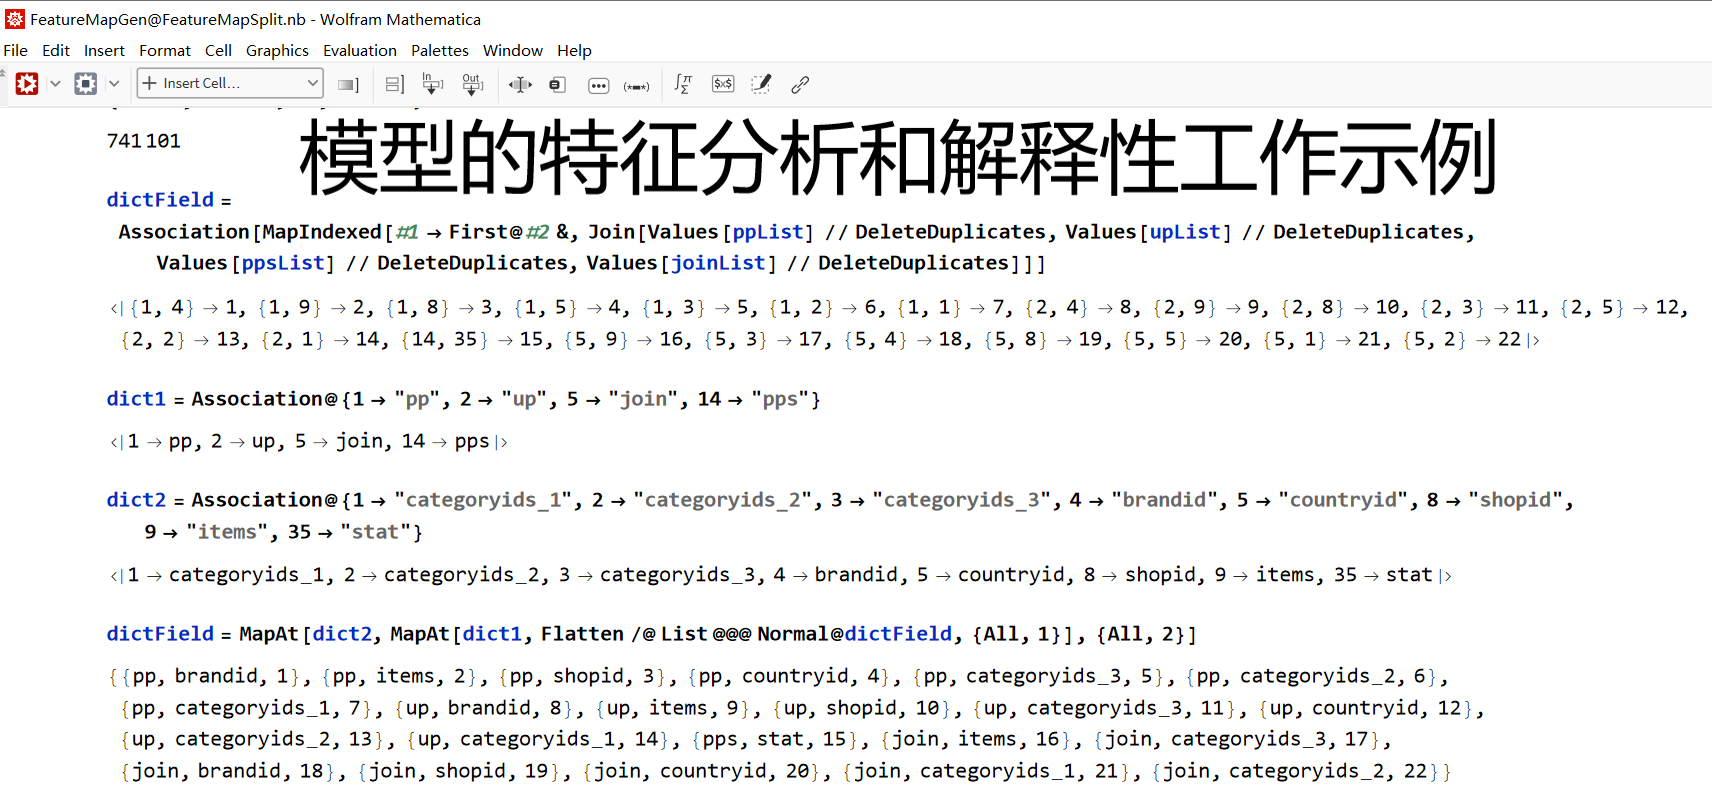 FeatureMapGen@FeatureMapSplit.nb - Wolfram Mathematica
File Edit Insert Format Cell Graphics Evaluation Palettes Window Help
+ Insert Cell... In Out ∫π Σ $x$
741101
模型的特征分析和解释性工作示例
dictField =
Association[MapIndexed[#1 → First@#2 &, Join[Values[ppList] // DeleteDuplicates, Values[upList] // DeleteDuplicates,
Values[ppsList] // DeleteDuplicates, Values[joinList] // DeleteDuplicates]]]
<|{1, 4} → 1, {1, 9} → 2, {1, 8} → 3, {1, 5} → 4, {1, 3} → 5, {1, 2} → 6, {1, 1} → 7, {2, 4} → 8, {2, 9} → 9, {2, 8} → 10, {2, 3} → 11, {2, 5} → 12,
{2, 2} → 13, {2, 1} → 14, {14, 35} → 15, {5, 9} → 16, {5, 3} → 17, {5, 4} → 18, {5, 8} → 19, {5, 5} → 20, {5, 1} → 21, {5, 2} → 22|>
dict1 = Association@{1 → "pp", 2 → "up", 5 → "join", 14 → "pps"}
<|1 → pp, 2 → up, 5 → join, 14 → pps|>
dict2 = Association@{1 → "categoryids_1", 2 → "categoryids_2", 3 → "categoryids_3", 4 → "brandid", 5 → "countryid", 8 → "shopid",
9 → "items", 35 → "stat"}
<|1 → categoryids_1, 2 → categoryids_2, 3 → categoryids_3, 4 → brandid, 5 → countryid, 8 → shopid, 9 → items, 35 → stat|>
dictField = MapAt[dict2, MapAt[dict1, Flatten /@ List @@@ Normal@dictField, {All, 1}], {All, 2}]
{{pp, brandid, 1}, {pp, items, 2}, {pp, shopid, 3}, {pp, countryid, 4}, {pp, categoryids_3, 5}, {pp, categoryids_2, 6},
{pp, categoryids_1, 7}, {up, brandid, 8}, {up, items, 9}, {up, shopid, 10}, {up, categoryids_3, 11}, {up, countryid, 12},
{up, categoryids_2, 13}, {up, categoryids_1, 14}, {pps, stat, 15}, {join, items, 16}, {join, categoryids_3, 17},
{join, brandid, 18}, {join, shopid, 19}, {join, countryid, 20}, {join, categoryids_1, 21}, {join, categoryids_2, 22}}